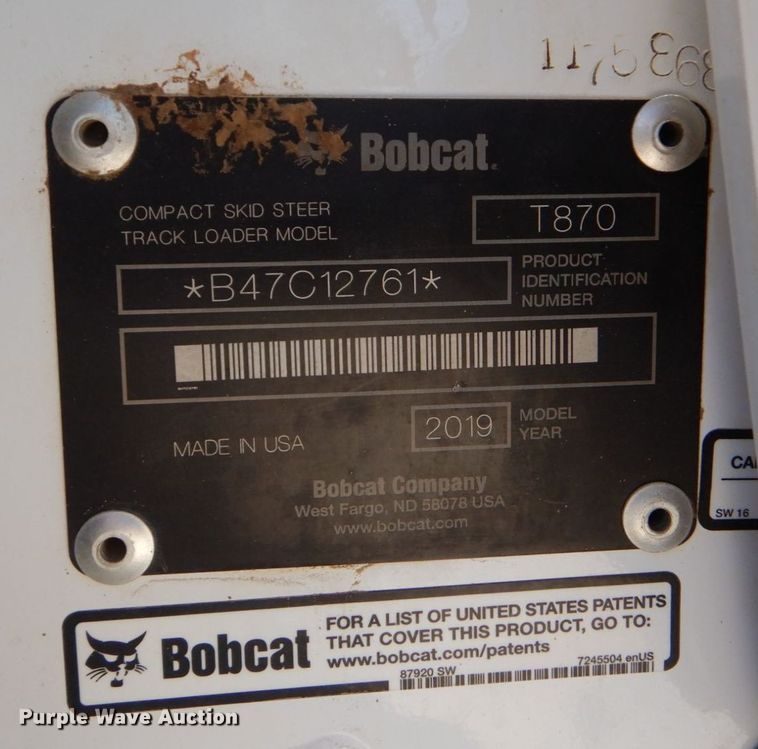 Bobcat.
COMPACT SKID STEER
TRACK LOADER MODEL
T870
*B47C12761*
PRODUCT
IDENTIFICATION
NUMBER
MADE IN USA
2019
MODEL
YEAR
Bobcat Company
West Fargo, ND 58078 USA
www.bobcat.com
SW 16
Bobcat
FOR A LIST OF UNITED STATES PATENTS
THAT COVER THIS PRODUCT, GO TO:
www.bobcat.com/patents
87920 SW
7245504 enUS
Purple Wave Auction